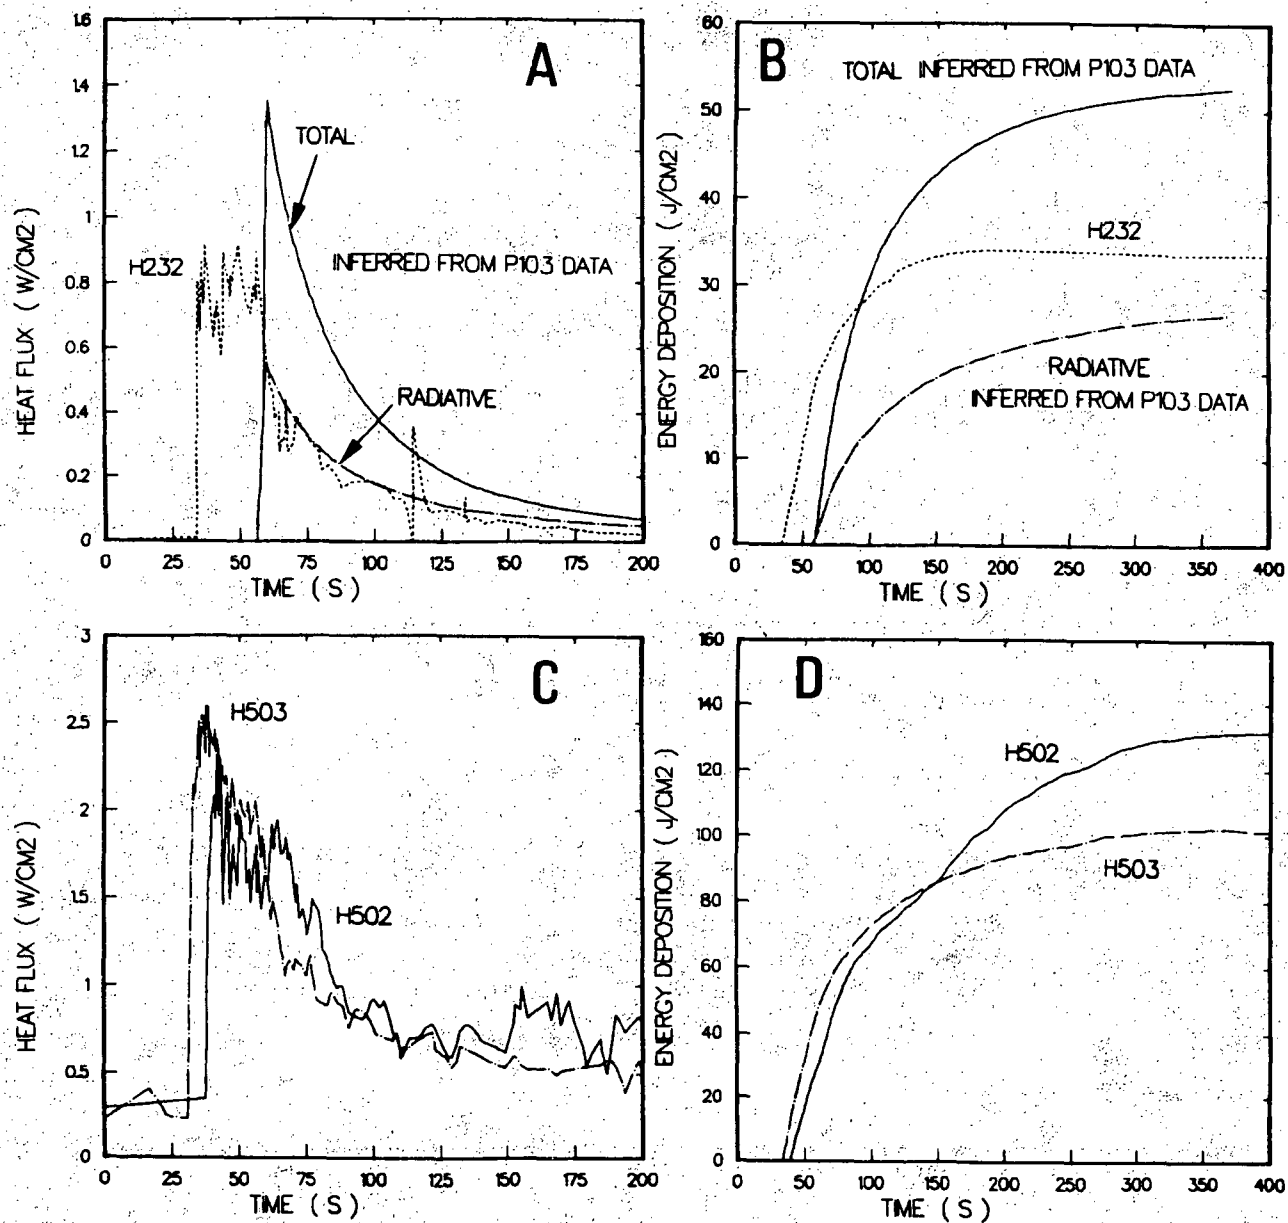 A
1.6
1.4
1.2
1
0.8
0.6
0.4
0.2
0
HEAT FLUX ( W/CM2 )
TOTAL
H232
INFERRED FROM P103 DATA
RADIATIVE
0 25 50 75 100 125 150 175 200
TIME ( S )
B
60
50
40
30
20
10
0
ENERGY DEPOSITION ( J/CM2 )
TOTAL INFERRED FROM P103 DATA
H232
RADIATIVE
INFERRED FROM P103 DATA
0 50 100 150 200 250 300 350 400
TIME ( S )
C
3
2.5
2
1.5
1
0.5
0
HEAT FLUX ( W/CM2 )
H503
H502
0 25 50 75 100 125 150 175 200
TIME ( S )
D
160
140
120
100
80
60
40
20
0
ENERGY DEPOSITION ( J/CM2 )
H502
H503
0 50 100 150 200 250 300 350 400
TIME ( S )